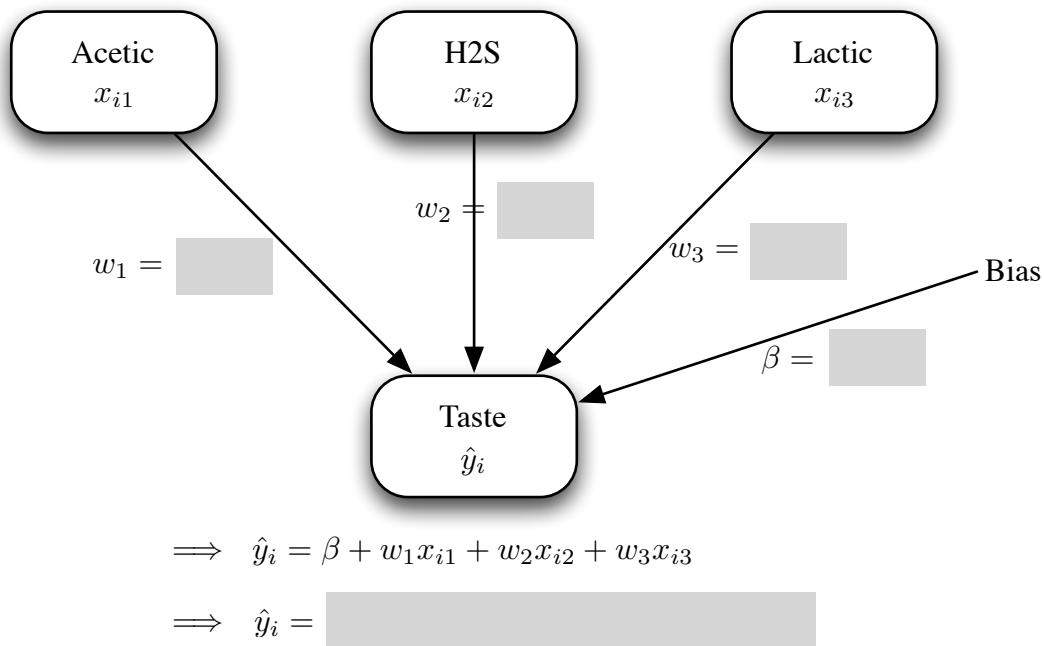 Acetic
x_{i1}
H2S
x_{i2}
Lactic
x_{i3}
w_1 =
w_2 =
w_3 =
Bias
β =
Taste
ŷ_i
⟹ ŷ_i = β + w_1x_{i1} + w_2x_{i2} + w_3x_{i3}
⟹ ŷ_i =